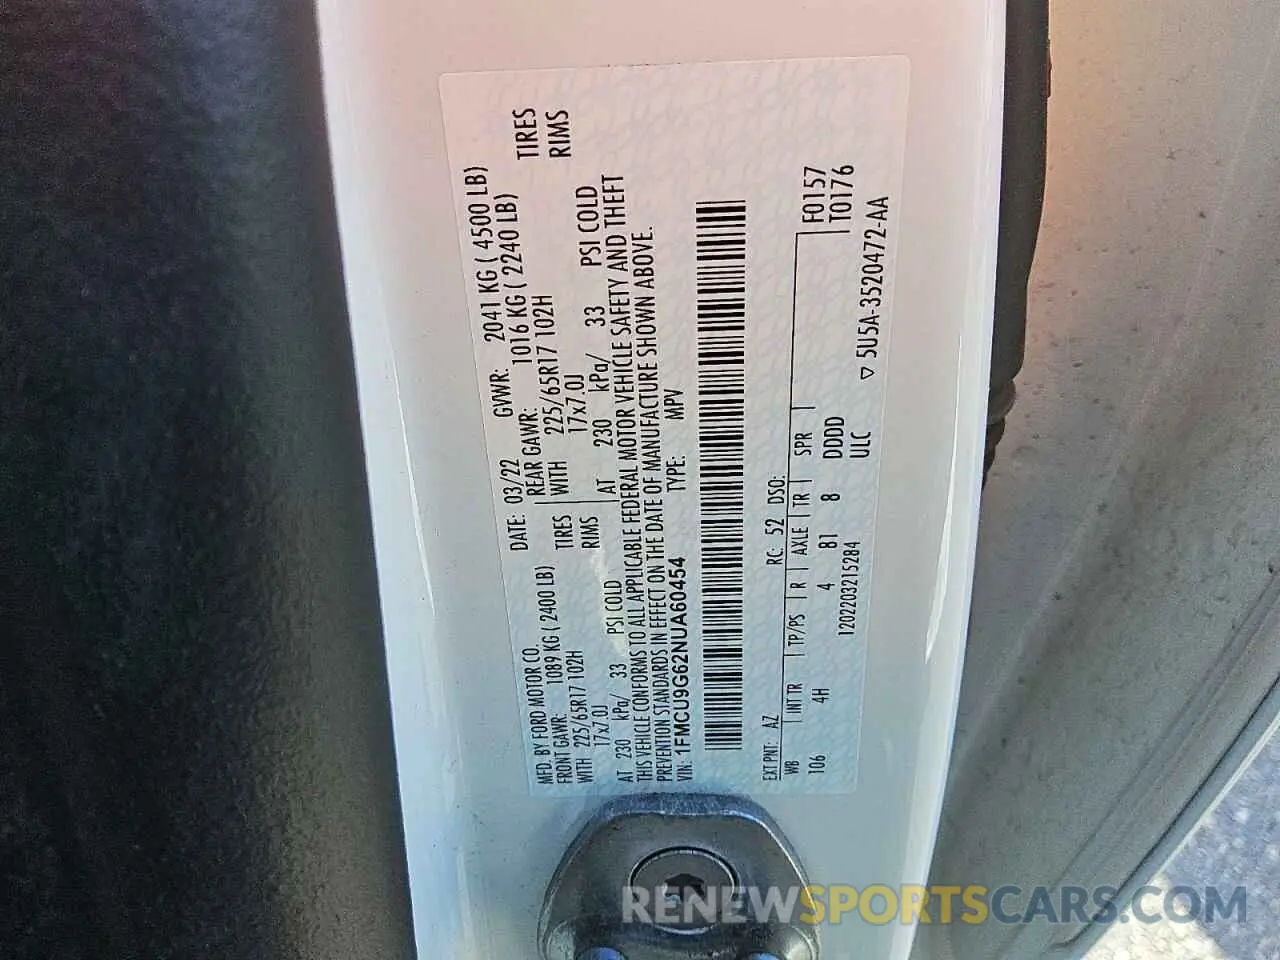 MFD. BY FORD MOTOR CO. DATE: 03/22 GVWR: 2041 KG ( 4500 LB)
FRONT GAWR: 1089 KG ( 2400 LB) REAR GAWR: 1016 KG ( 2240 LB)
WITH 225/65R17 102H TIRES WITH 225/65R17 102H TIRES
17x7.0J RIMS 17x7.0J RIMS
AT 230 kPa/ 33 PSI COLD AT 230 kPa/ 33 PSI COLD
THIS VEHICLE CONFORMS TO ALL APPLICABLE FEDERAL MOTOR VEHICLE SAFETY AND THEFT
PREVENTION STANDARDS IN EFFECT ON THE DATE OF MANUFACTURE SHOWN ABOVE.
VIN: 1FMCU9G62NUA60454 TYPE: MPV
EXT PNT: AZ RC: 52 DSO:
WB INT TR TP/PS R AXLE TR SPR F0157
106 4H 4 81 8 DDDD T0176
1202203215284 ULC
▽ 5U5A-3520472-AA
RENEWSPORTSCARS.COM